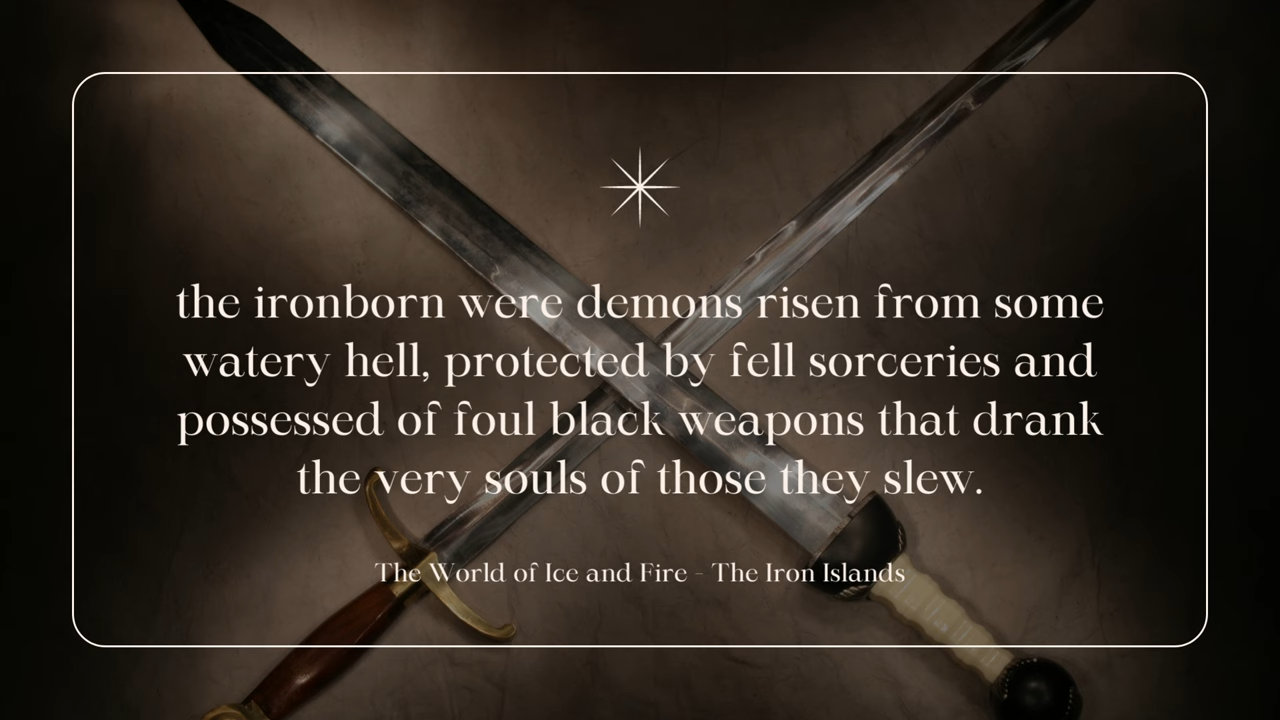 the ironborn were demons risen from some
watery hell, protected by fell sorceries and
possessed of foul black weapons that drank
the very souls of those they slew.
The World of Ice and Fire - The Iron Islands